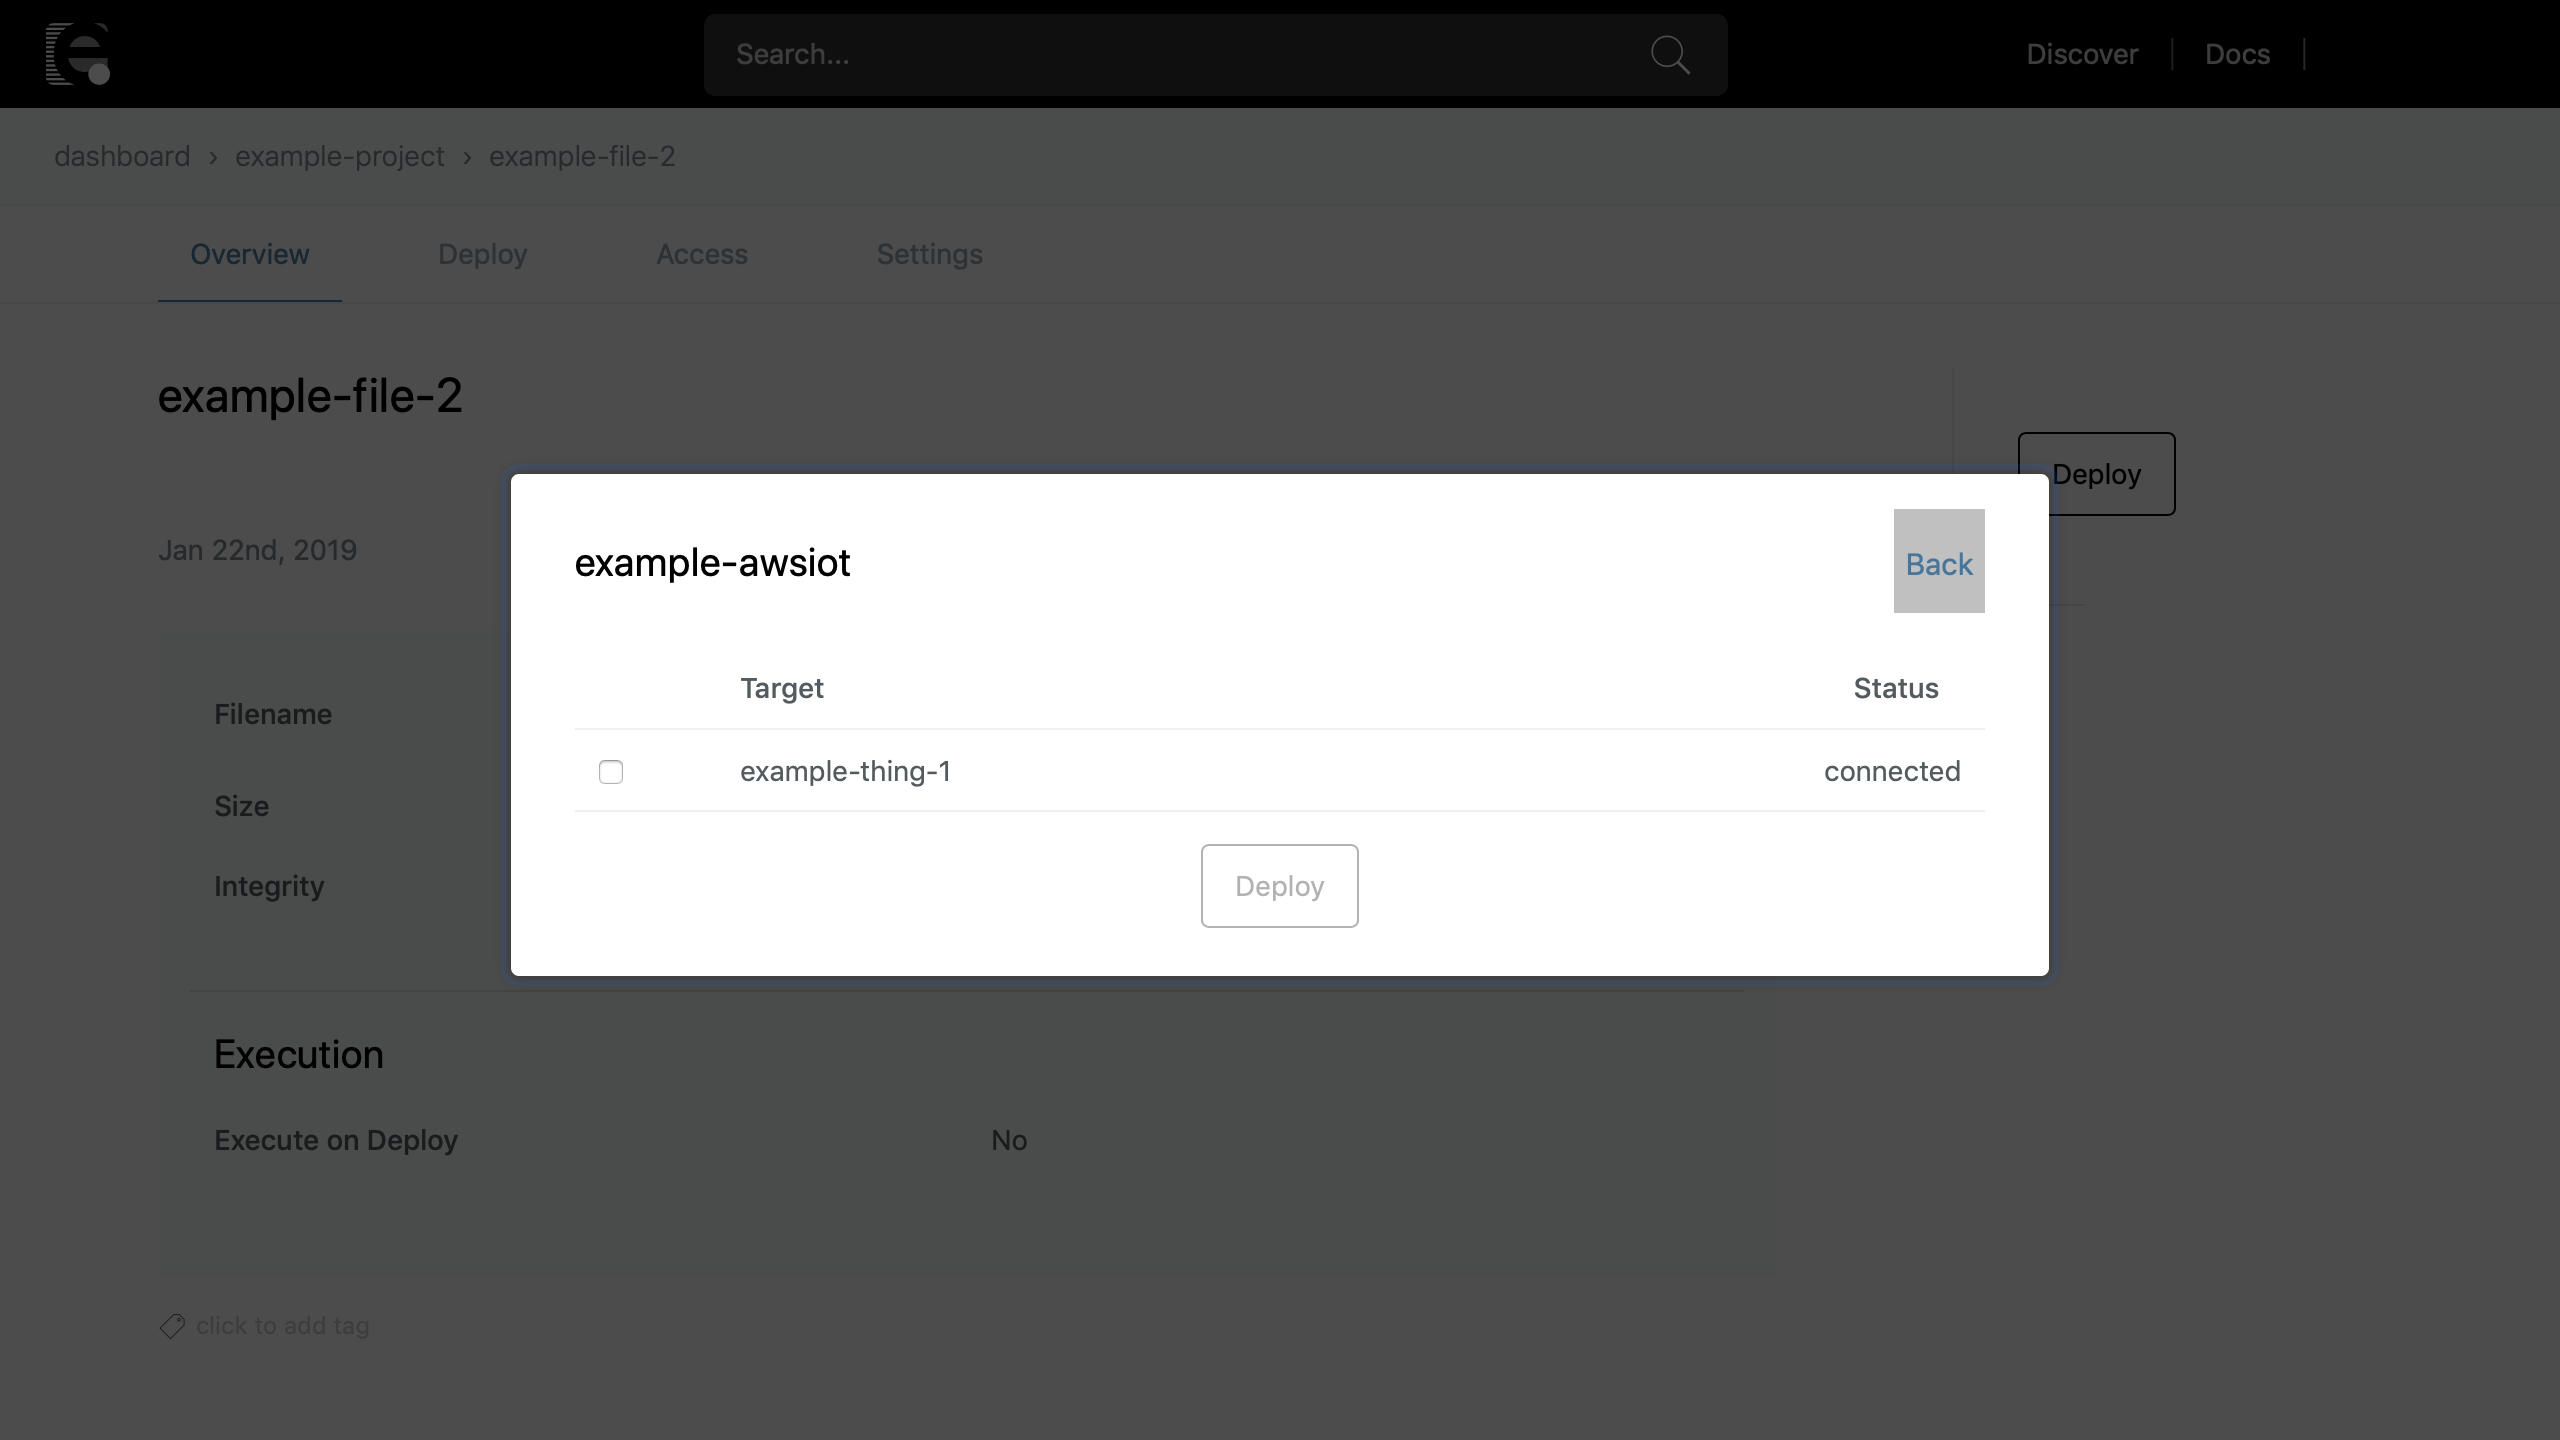 Search...
Discover
Docs
dashboard › example-project › example-file-2
Overview
Deploy
Access
Settings
example-file-2
Deploy
Jan 22nd, 2019
example-awsiot
Back
Target
Status
example-thing-1
connected
Deploy
Filename
Size
Integrity
Execution
Execute on Deploy
No
click to add tag